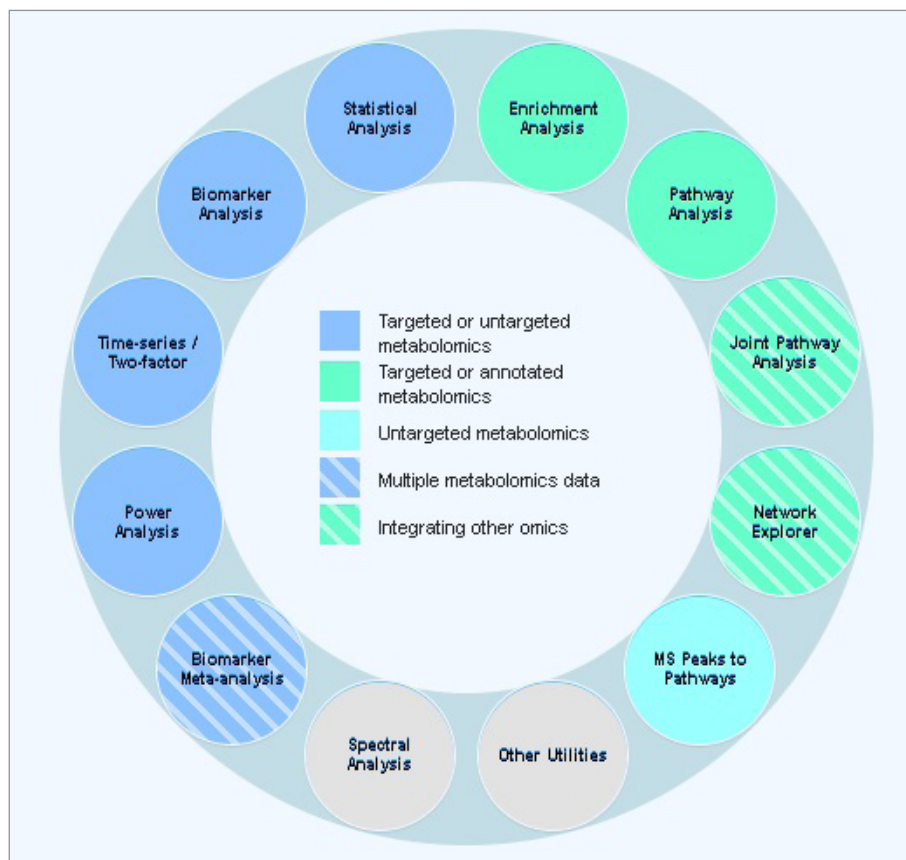 Statistical
Analysis
Enrichment
Analysis
Biomarker
Analysis
Pathway
Analysis
Time-series /
Two-factor
Joint Pathway
Analysis
Targeted or untargeted
metabolomics
Targeted or annotated
metabolomics
Untargeted metabolomics
Multiple metabolomics data
Integrating other omics
Power
Analysis
Network
Explorer
Biomarker
Meta-analysis
MS Peaks to
Pathways
Spectral
Analysis
Other Utilities